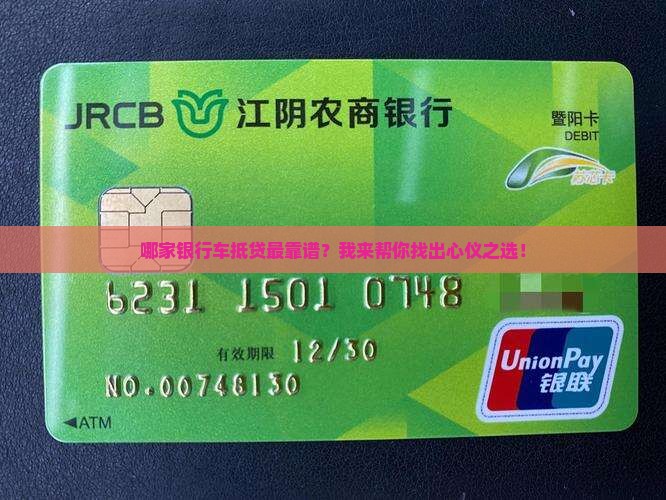 JRCB 江阴农商银行
暨阳卡
DEBIT
哪家银行车抵贷最靠谱？我来帮你找出心仪之选！
6231 1501 0748
有效期限 12/30
NO.00746130
UnionPay
银联
◄ATM